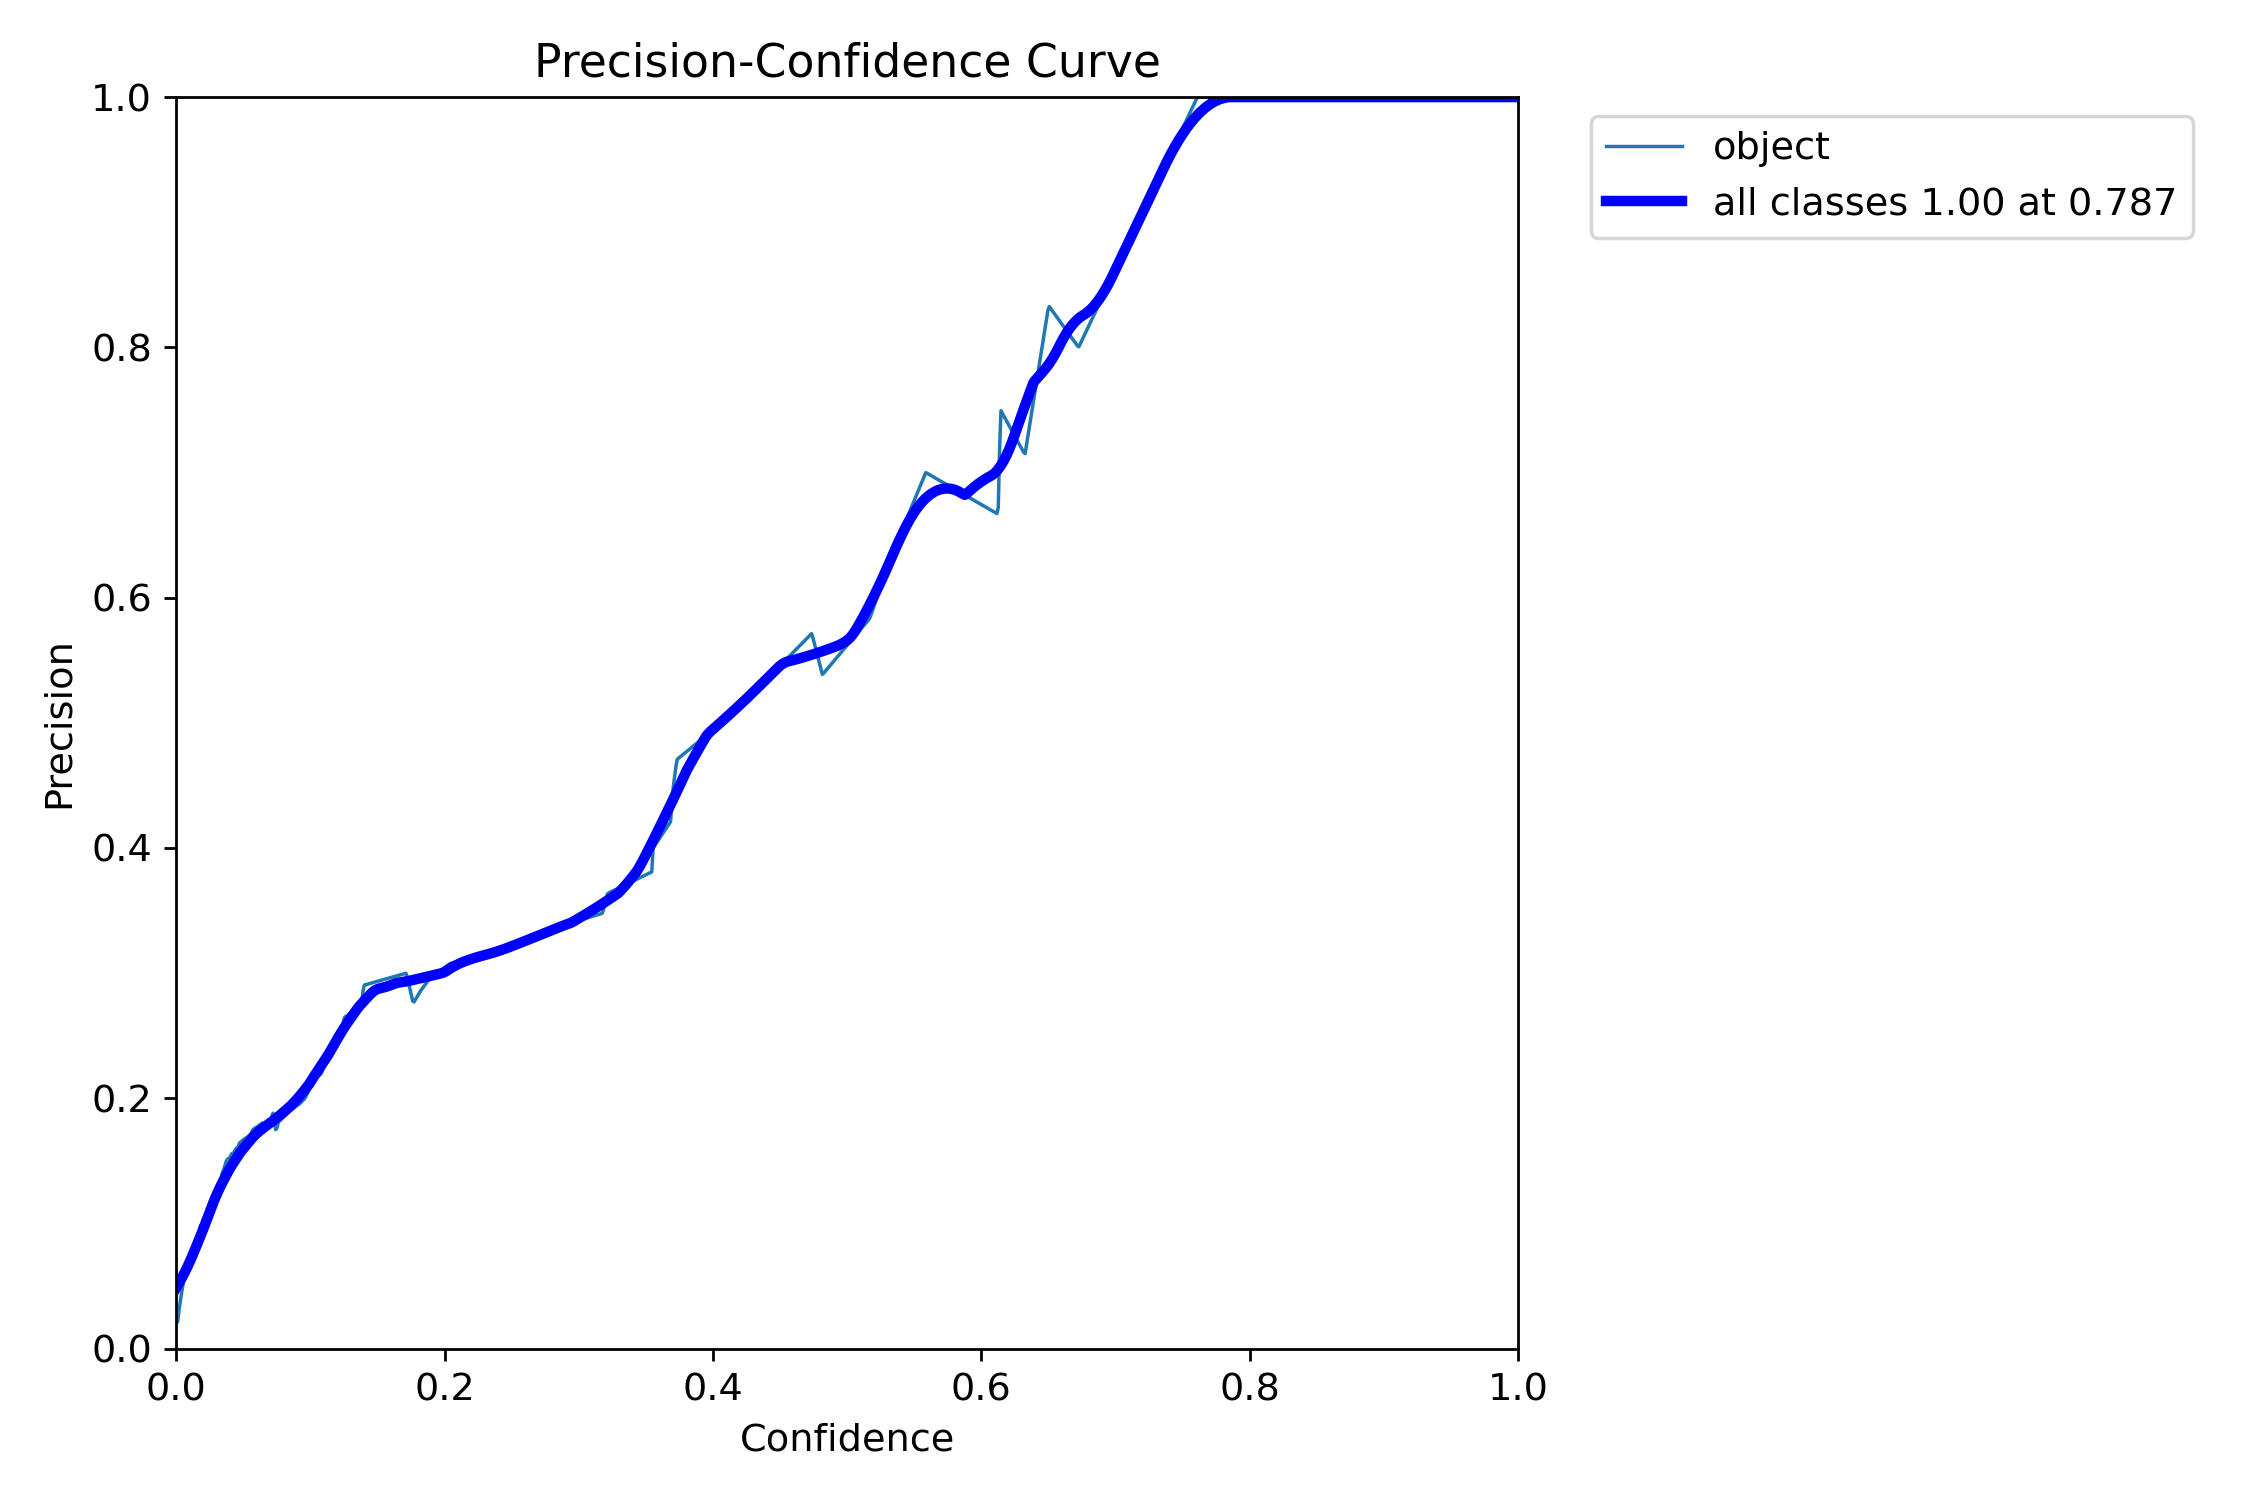 Precision-Confidence Curve
1.0
0.8
0.6
0.4
0.2
0.0
Precision
0.0 0.2 0.4 0.6 0.8 1.0
Confidence
object
all classes 1.00 at 0.787